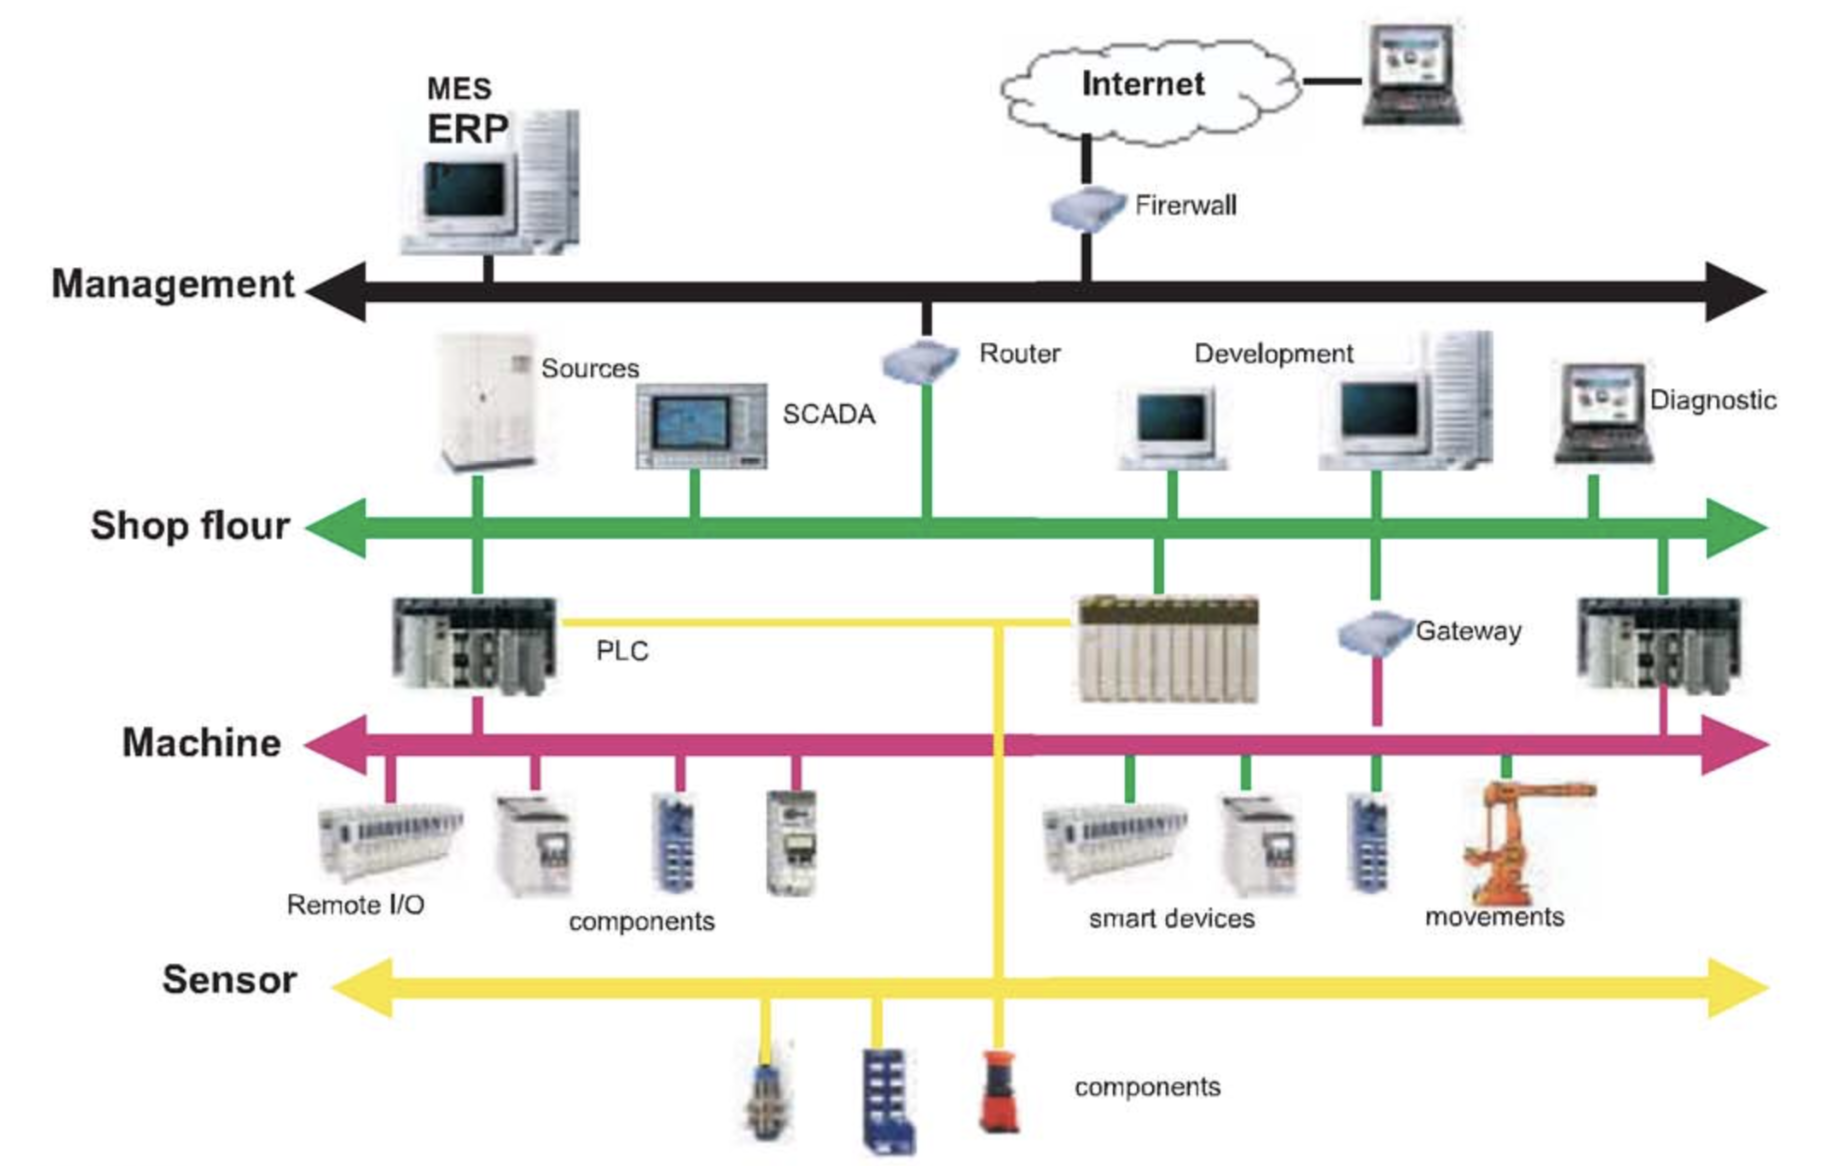 MES
ERP
Internet
Firerwall
Management
Sources
SCADA
Router
Development
Diagnostic
Shop flour
PLC
Gateway
Machine
Remote I/O
components
smart devices
movements
Sensor
components